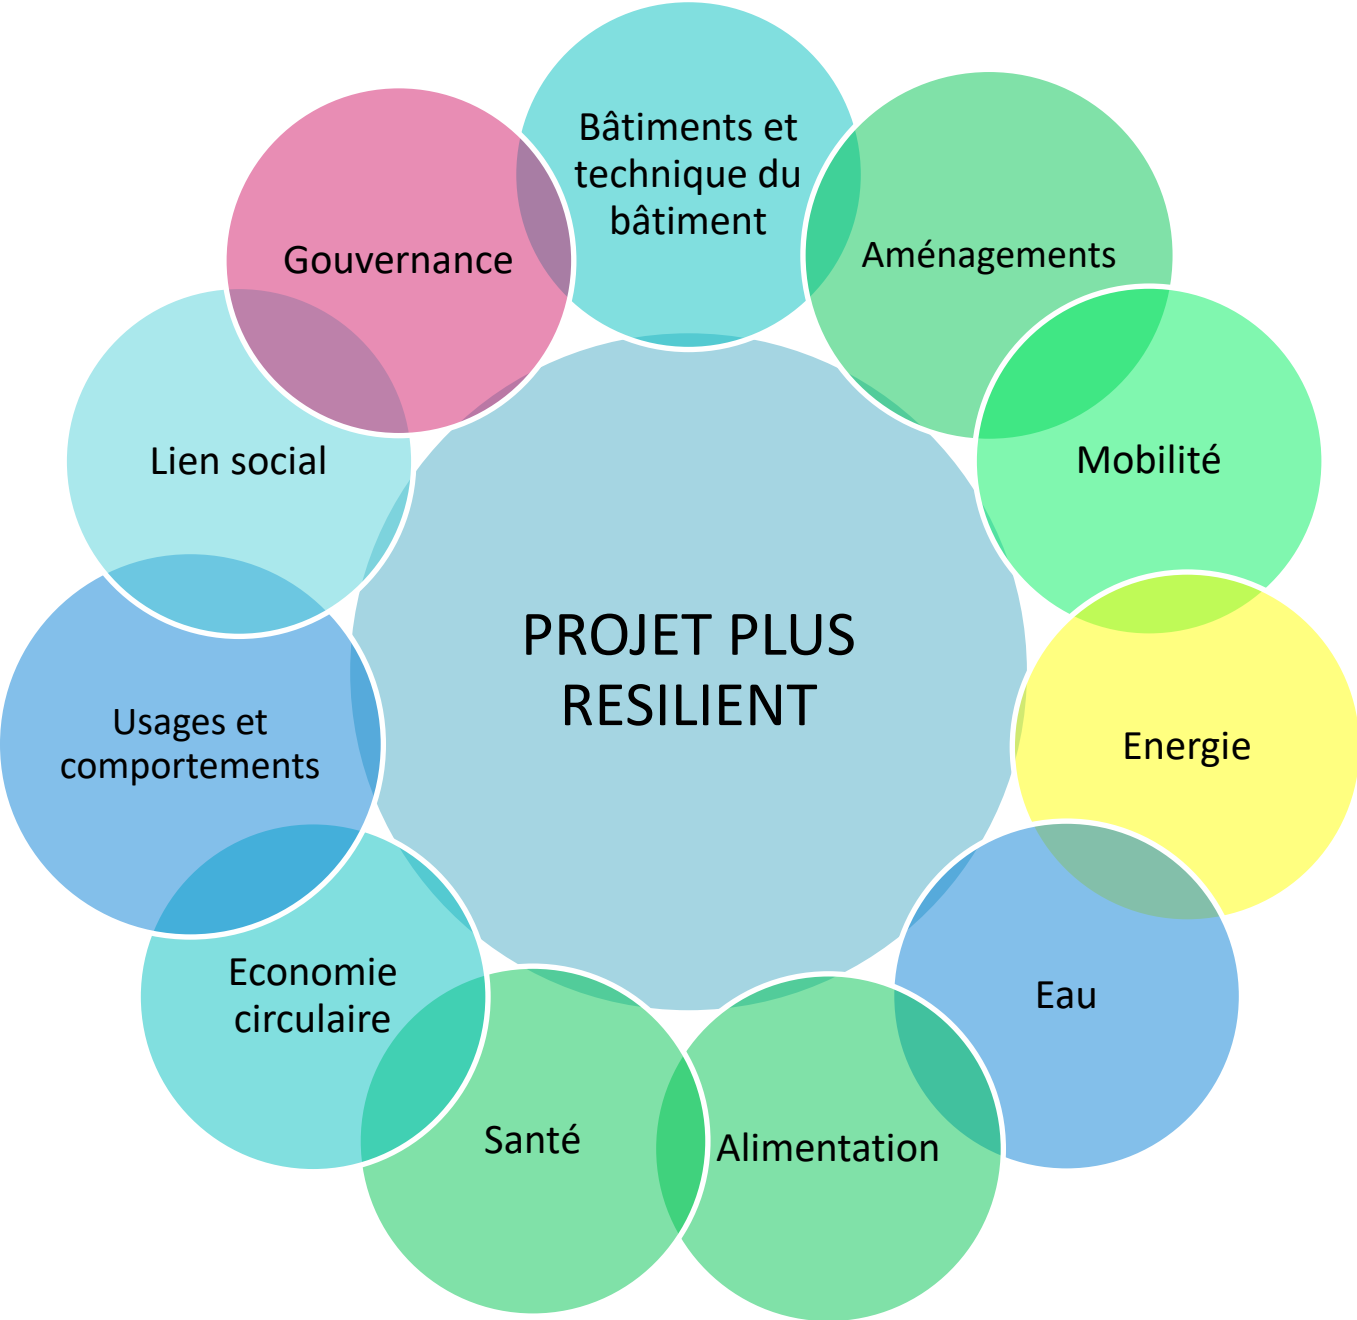 Bâtiments et
technique du
bâtiment
Aménagements
Mobilité
Energie
Eau
Alimentation
Santé
Economie
circulaire
Usages et
comportements
Lien social
Gouvernance
PROJET PLUS
RESILIENT